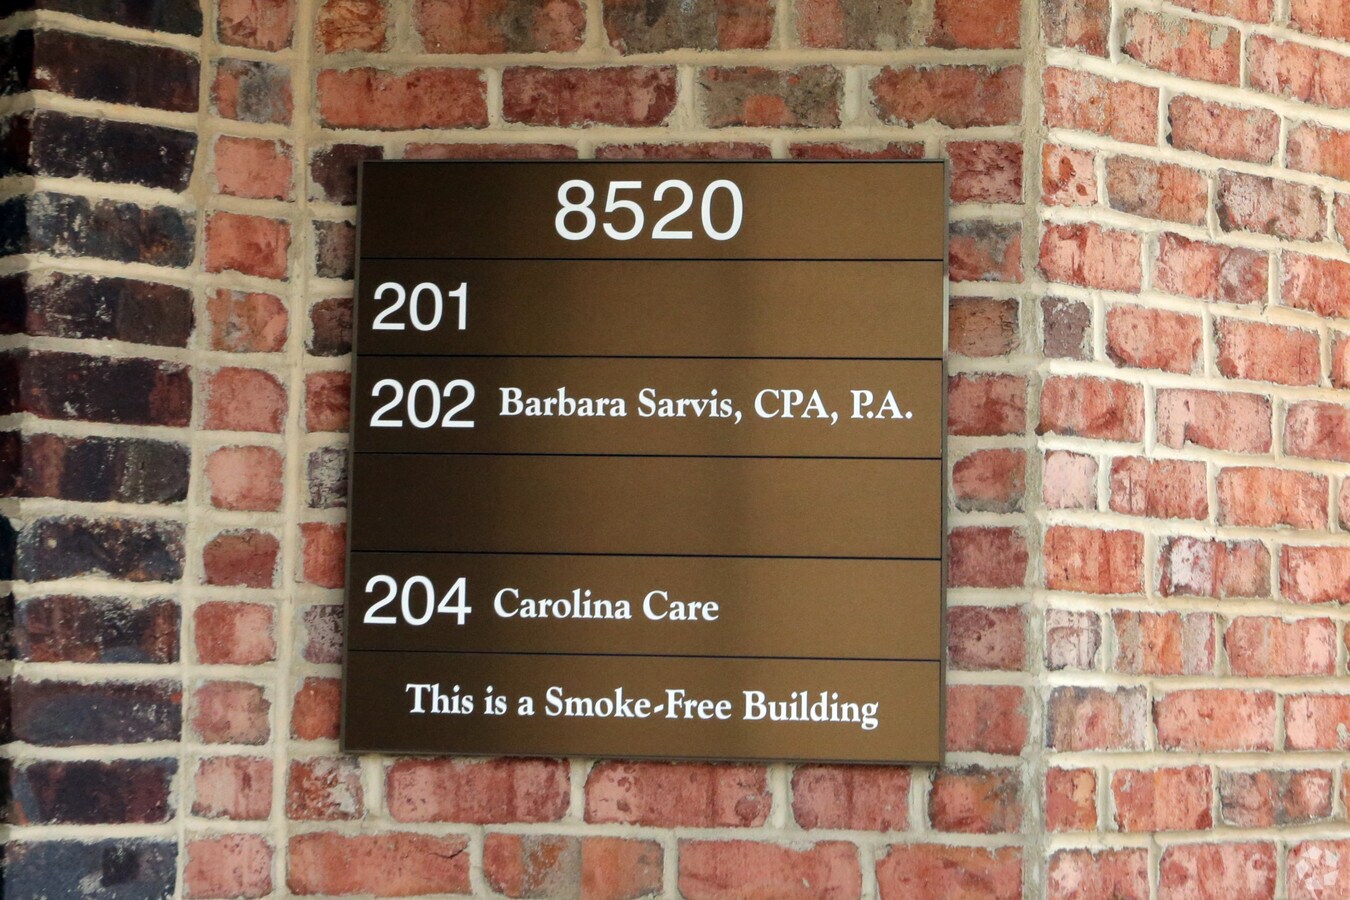 8520
201
202 Barbara Sarvis, CPA, P.A.
204 Carolina Care
This is a Smoke-Free Building